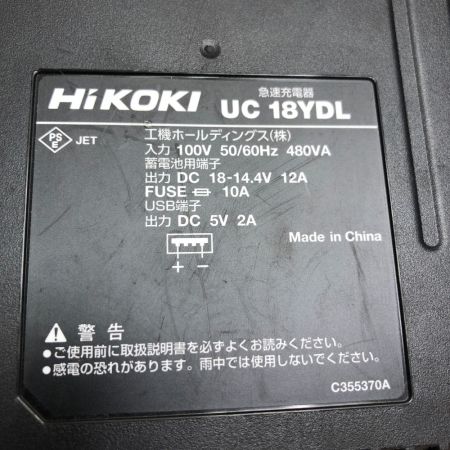 HiKOKI
急速充電器
UC 18YDL
PS
E
JET
工機ホールディングス(株)
入力 100V 50/60Hz 480VA
蓄電池用端子
出力 DC 18-14.4V 12A
FUSE 10A
USB端子
出力 DC 5V 2A
+ −
Made in China
警告
●ご使用前に取扱説明書を必ずよくお読みください。
●感電の恐れがあります。雨中では使用しないでください。
C355370A